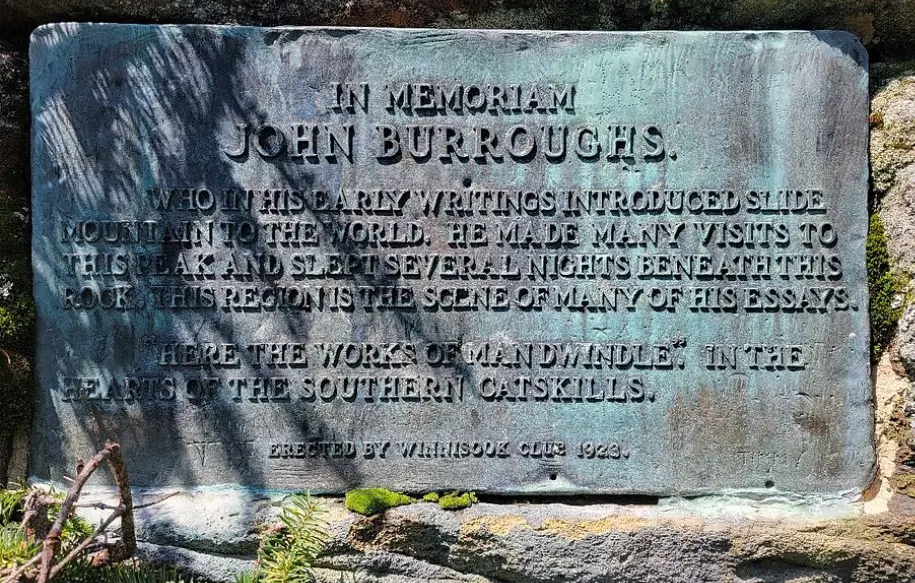 IN MEMORIAM
JOHN BURROUGHS.
WHO IN HIS EARLY WRITINGS INTRODUCED SLIDE
MOUNTAIN TO THE WORLD. HE MADE MANY VISITS TO
THIS PEAK AND SLEPT SEVERAL NIGHTS BENEATH THIS
ROCK. THIS REGION IS THE SCENE OF MANY OF HIS ESSAYS.
"HERE THE WORKS OF MAN DWINDLE". IN THE
HEARTS OF THE SOUTHERN CATSKILLS.
ERECTED BY WINNISOOK CLUB 1923.